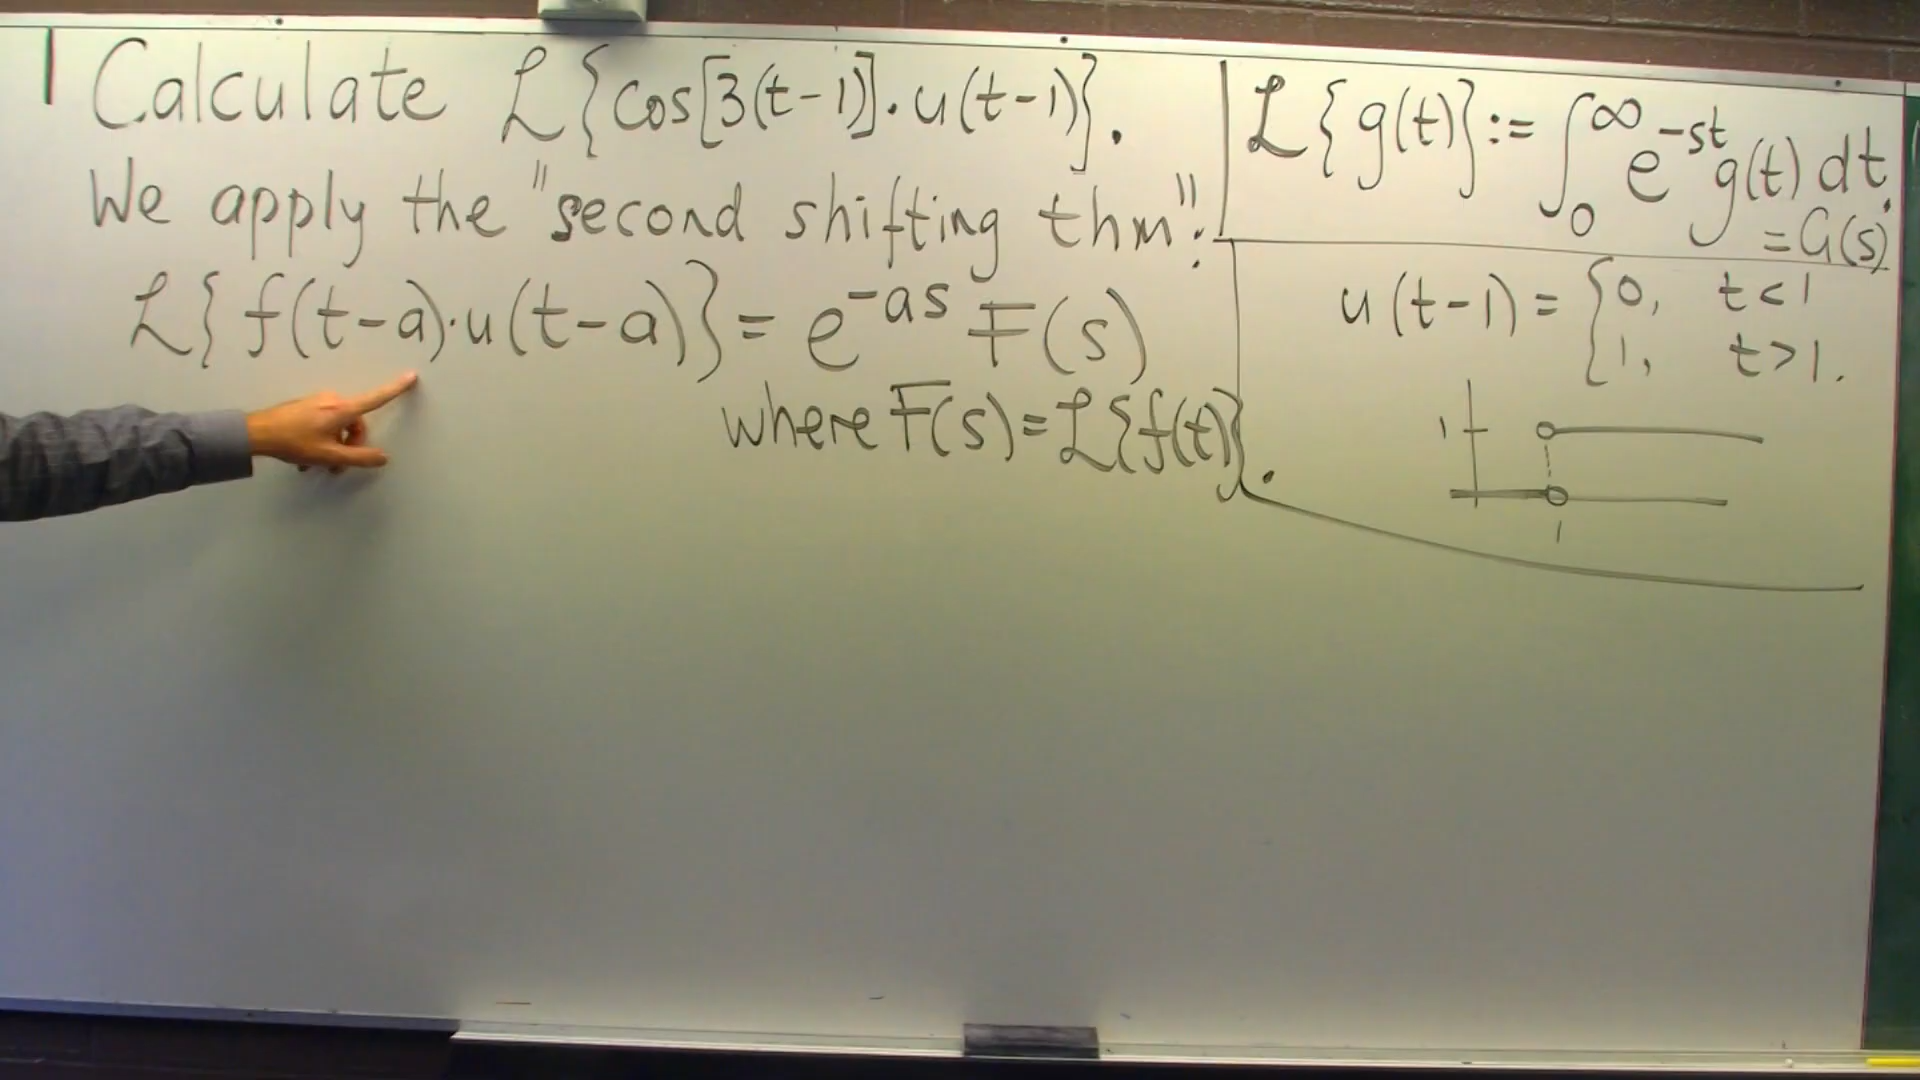 Calculate ℒ{cos[3(t-1)]·u(t-1)}.
We apply the "second shifting thm":
ℒ{f(t-a)·u(t-a)} = e^{-as} F(s)
where F(s) = ℒ{f(t)}.
ℒ{g(t)} := ∫_0^∞ e^{-st} g(t) dt.
= G(s)
u(t-1) = {0, t<1
1, t>1.
1
1